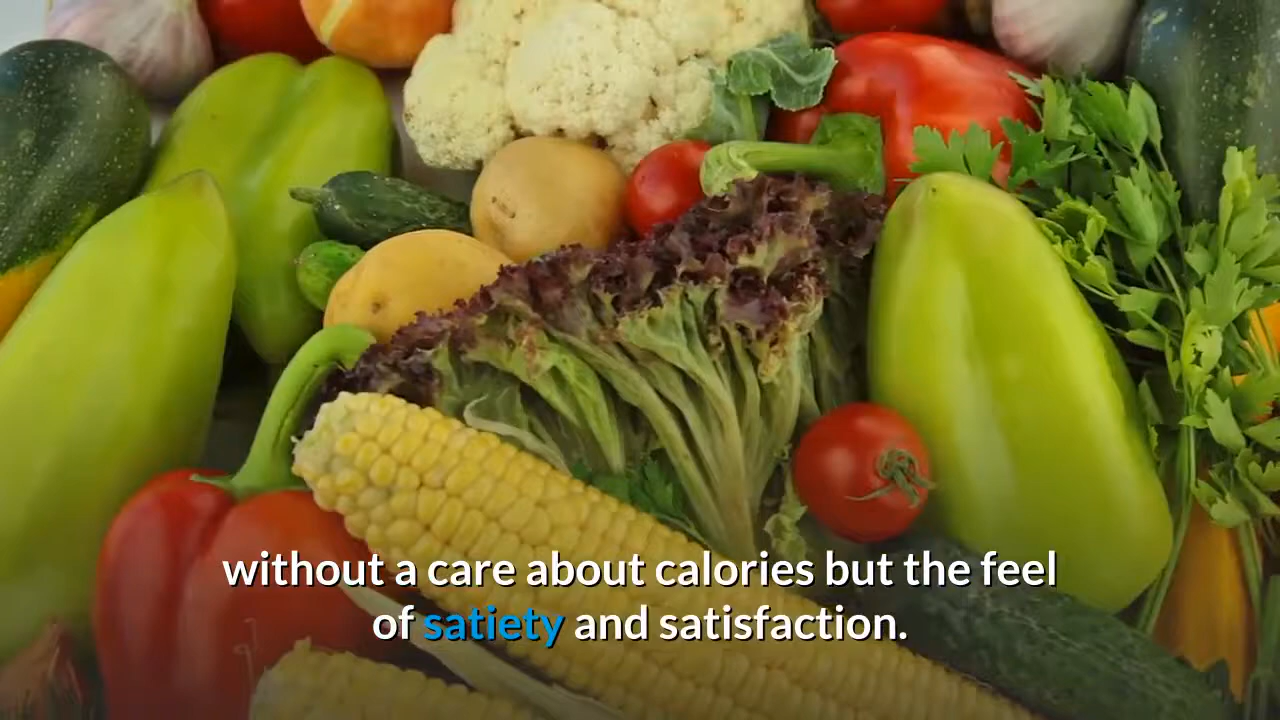 without a care about calories but the feel
of satiety and satisfaction.